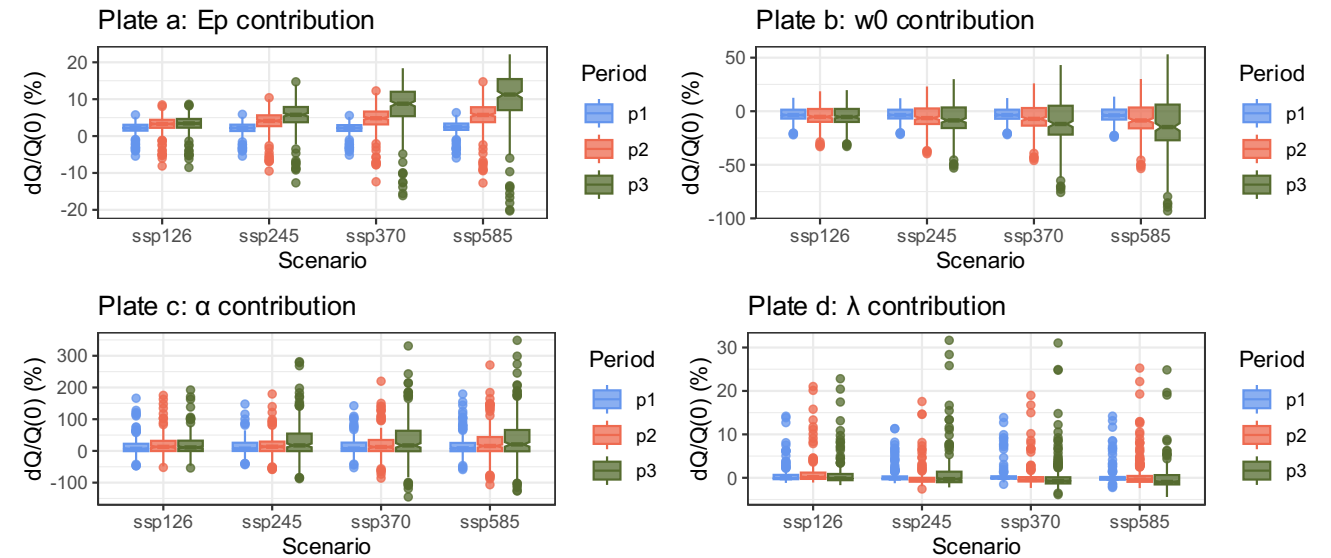 Plate a: Ep contribution
dQ/Q(0) (%)
20
10
0
-10
-20
ssp126 ssp245 ssp370 ssp585
Scenario
Period
p1
p2
p3
Plate b: w0 contribution
dQ/Q(0) (%)
50
0
-50
-100
ssp126 ssp245 ssp370 ssp585
Scenario
Period
p1
p2
p3
Plate c: α contribution
dQ/Q(0) (%)
300
200
100
0
-100
ssp126 ssp245 ssp370 ssp585
Scenario
Period
p1
p2
p3
Plate d: λ contribution
dQ/Q(0) (%)
30
20
10
0
ssp126 ssp245 ssp370 ssp585
Scenario
Period
p1
p2
p3